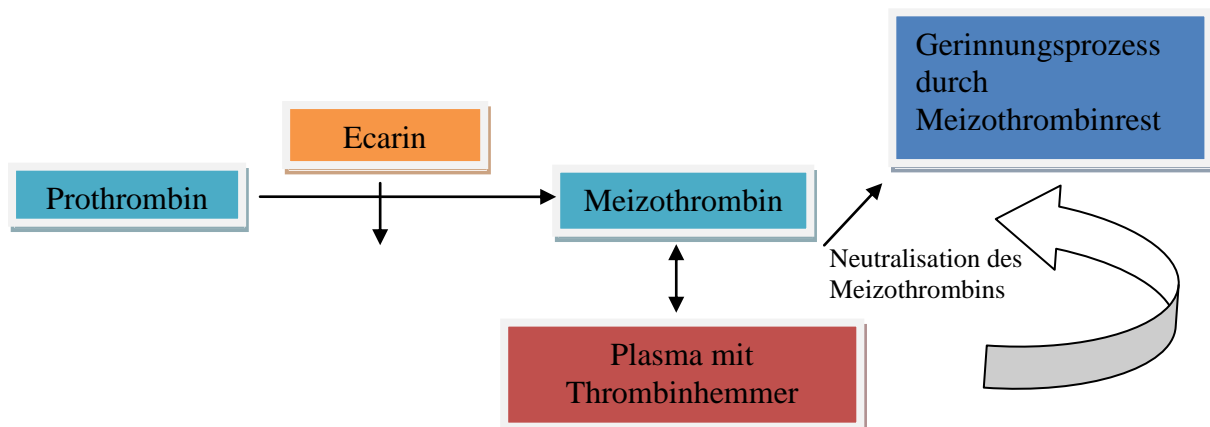 Gerinnungsprozess
durch
Meizothrombinrest
Ecarin
Prothrombin
Meizothrombin
Neutralisation des
Meizothrombins
Plasma mit
Thrombinhemmer